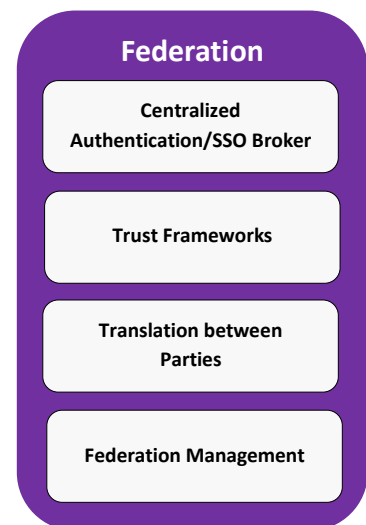 Federation
Centralized
Authentication/SSO Broker
Trust Frameworks
Translation between
Parties
Federation Management